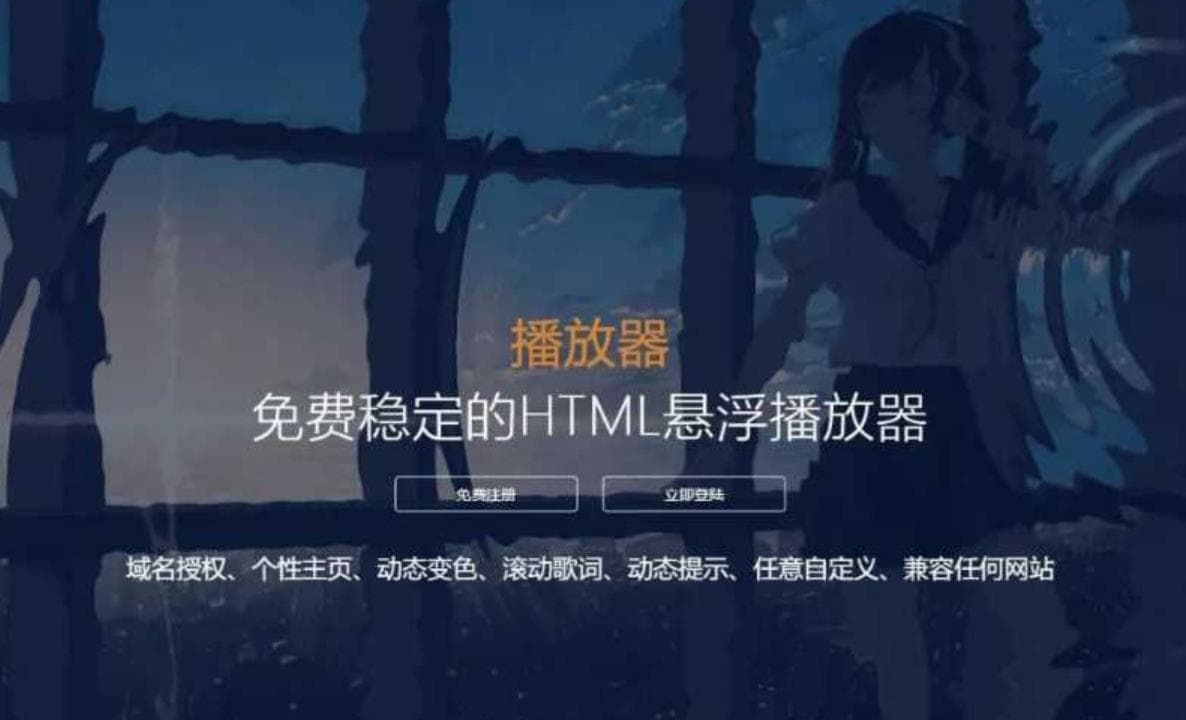 播放器
免费稳定的HTML悬浮播放器
免费注册 立即登陆
域名授权、个性主页、动态变色、滚动歌词、动态提示、任意自定义、兼容任何网站